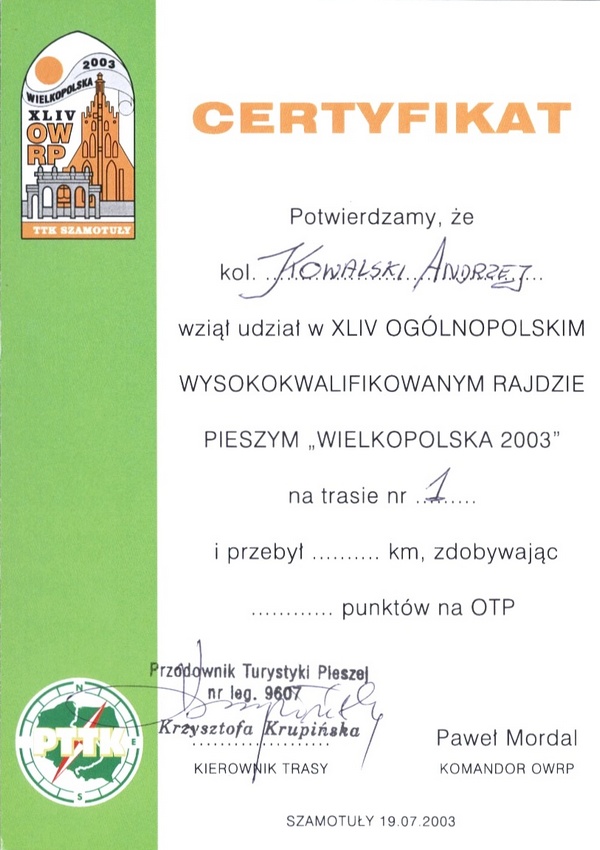 WIELKOPOLSKA 2003
XLIV
OW
RP
TTK SZAMOTUŁY
CERTYFIKAT
Potwierdzamy, że
kol. KOWALSKI ANDRZEJ
wziął udział w XLIV OGÓLNOPOLSKIM
WYSOKOKWALIFIKOWANYM RAJDZIE
PIESZYM „WIELKOPOLSKA 2003”
na trasie nr 1
i przebył .......... km, zdobywając
............ punktów na OTP
Przodownik Turystyki Pieszej
nr leg. 9607
Krzysztofa Krupińska
KIEROWNIK TRASY
Paweł Mordal
KOMANDOR OWRP
N
PTTK
E
S
SZAMOTUŁY 19.07.2003